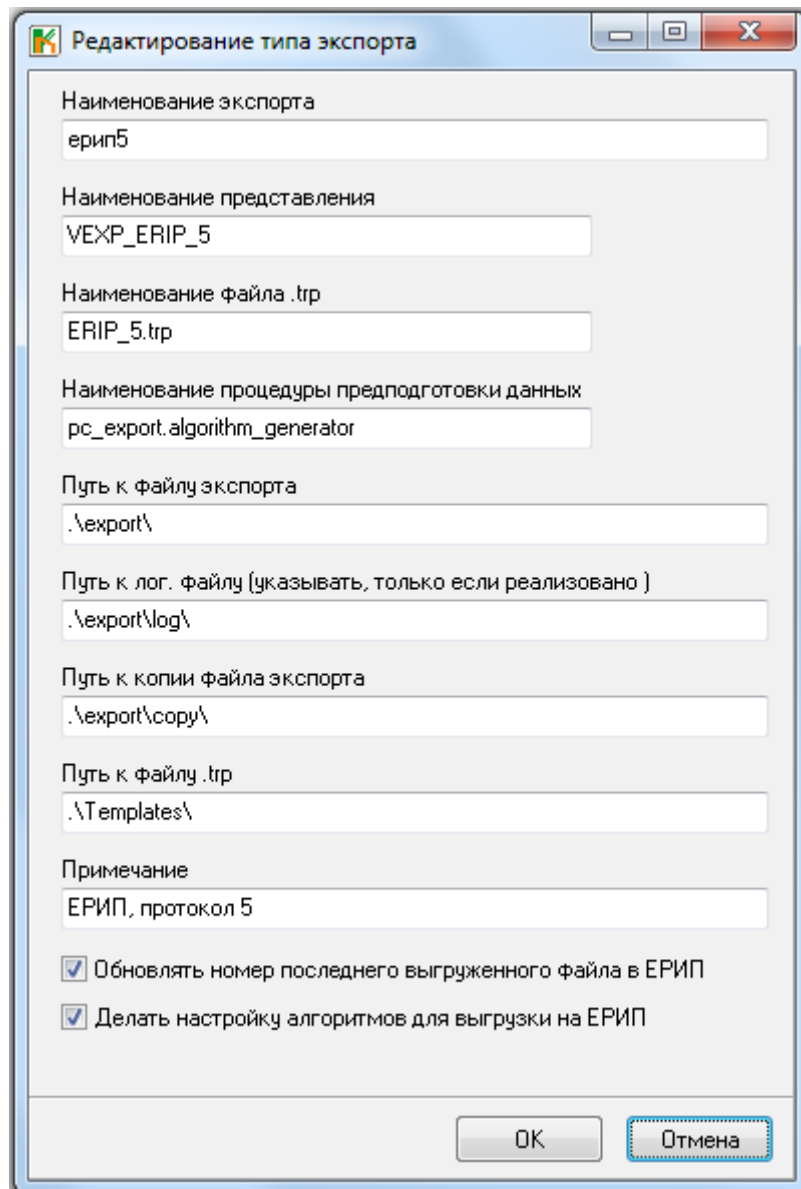 Редактирование типа экспорта
Наименование экспорта
ерип5
Наименование представления
VEXP_ERIP_5
Наименование файла .trp
ERIP_5.trp
Наименование процедуры предподготовки данных
pc_export.algorithm_generator
Путь к файлу экспорта
.\export\
Путь к лог. файлу (указывать, только если реализовано )
.\export\log\
Путь к копии файла экспорта
.\export\copy\
Путь к файлу .trp
.\Templates\
Примечание
ЕРИП, протокол 5
Обновлять номер последнего выгруженного файла в ЕРИП
Делать настройку алгоритмов для выгрузки на ЕРИП
OK Отмена